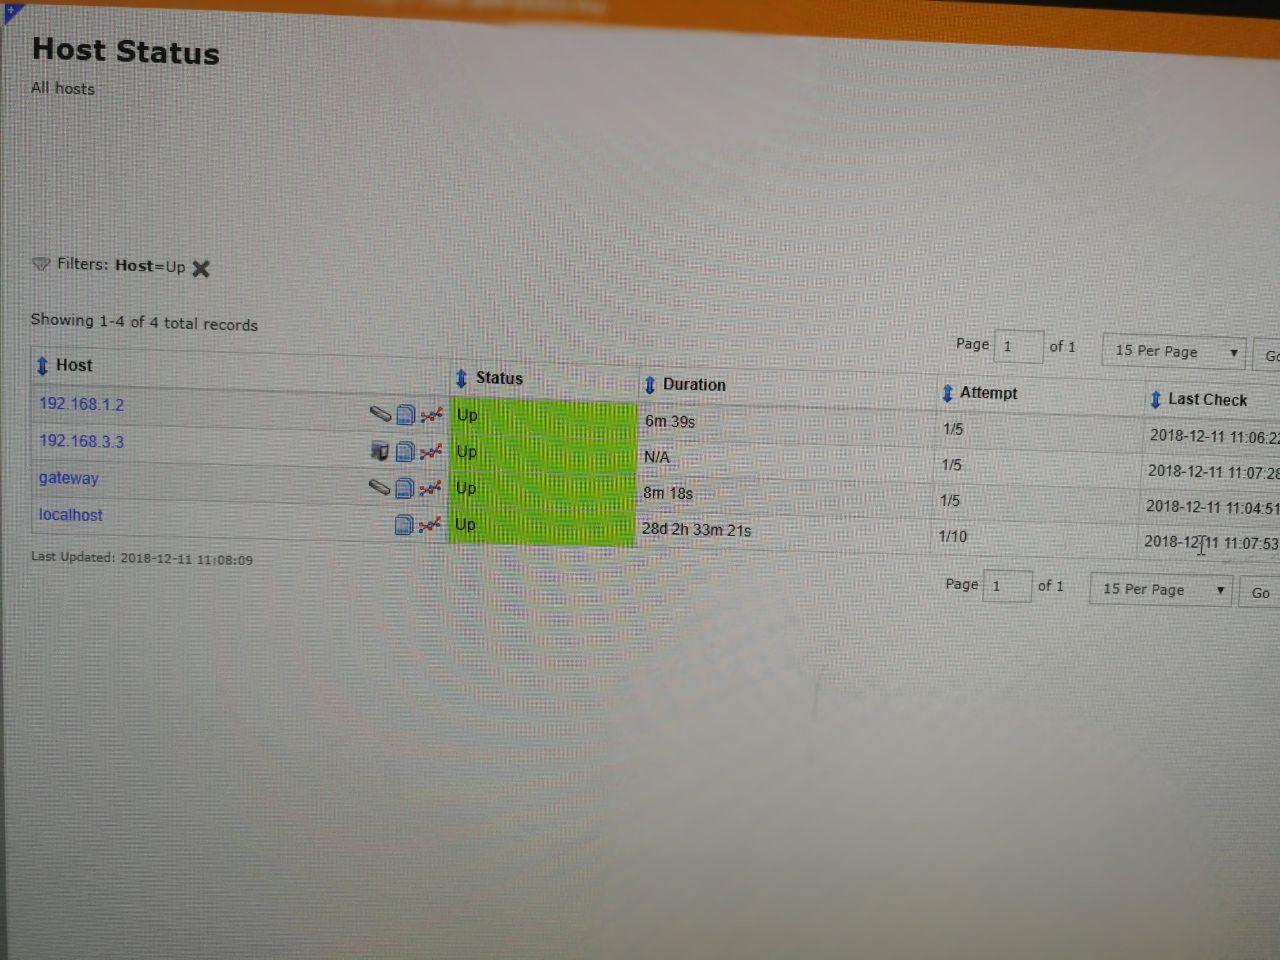 Host Status
All hosts
Filters: Host=Up
Showing 1-4 of 4 total records
Page 1 of 1 15 Per Page
Host Status Duration Attempt Last Check
192.168.1.2 Up 6m 39s 1/5 2018-12-11 11:06:22
192.168.3.3 Up N/A 1/5 2018-12-11 11:07:28
gateway Up 8m 18s 1/5 2018-12-11 11:04:51
localhost Up 28d 2h 33m 21s 1/10 2018-12-11 11:07:53
Last Updated: 2018-12-11 11:08:09
Page 1 of 1 15 Per Page Go